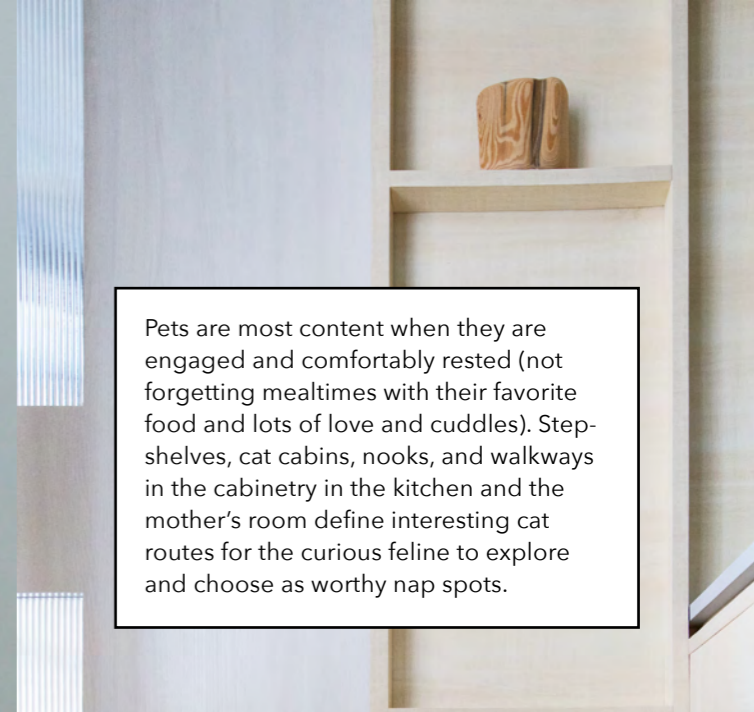 Pets are most content when they are
engaged and comfortably rested (not
forgetting mealtimes with their favorite
food and lots of love and cuddles). Step-
shelves, cat cabins, nooks, and walkways
in the cabinetry in the kitchen and the
mother’s room define interesting cat
routes for the curious feline to explore
and choose as worthy nap spots.